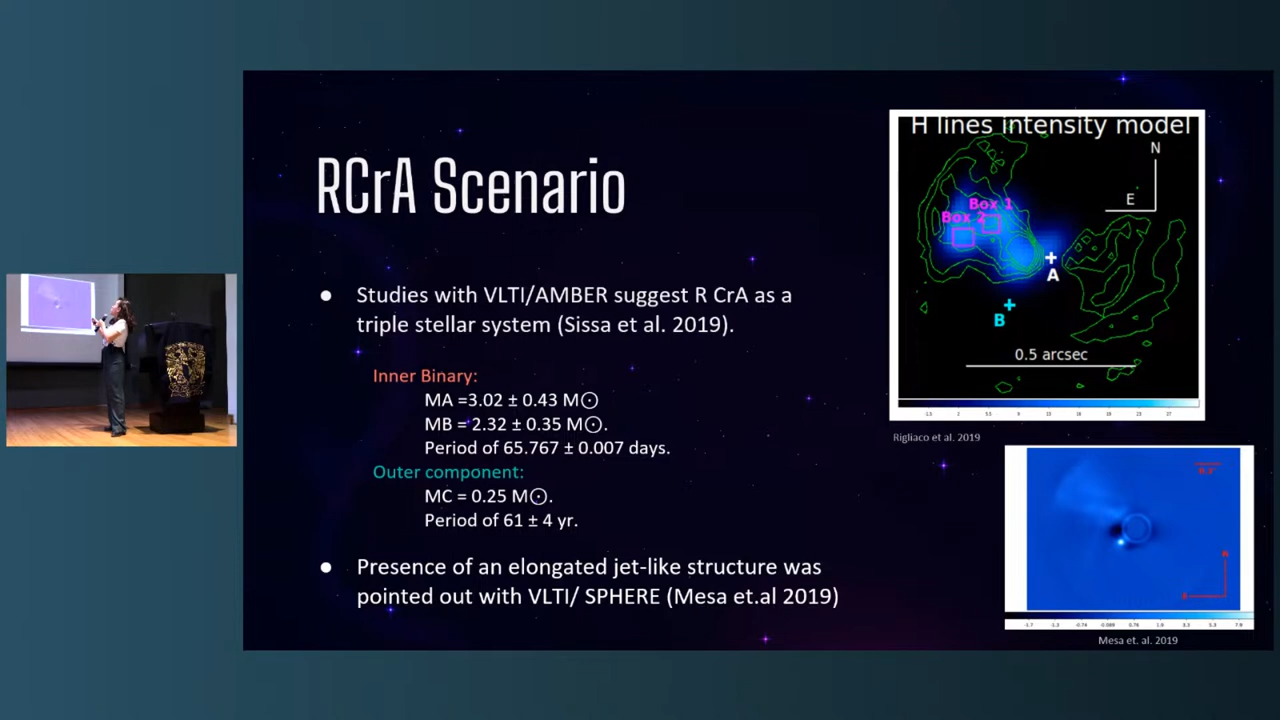 RCrA Scenario
● Studies with VLTI/AMBER suggest R CrA as a
triple stellar system (Sissa et al. 2019).
Inner Binary:
MA =3.02 ± 0.43 M⨀
MB = 2.32 ± 0.35 M⨀.
Period of 65.767 ± 0.007 days.
Outer component:
MC = 0.25 M⨀.
Period of 61 ± 4 yr.
● Presence of an elongated jet-like structure was
pointed out with VLTI/ SPHERE (Mesa et.al 2019)
H lines intensity model
N
E
Box 1
Box 2
A
B
0.5 arcsec
Rigliaco et al. 2019
Mesa et. al. 2019